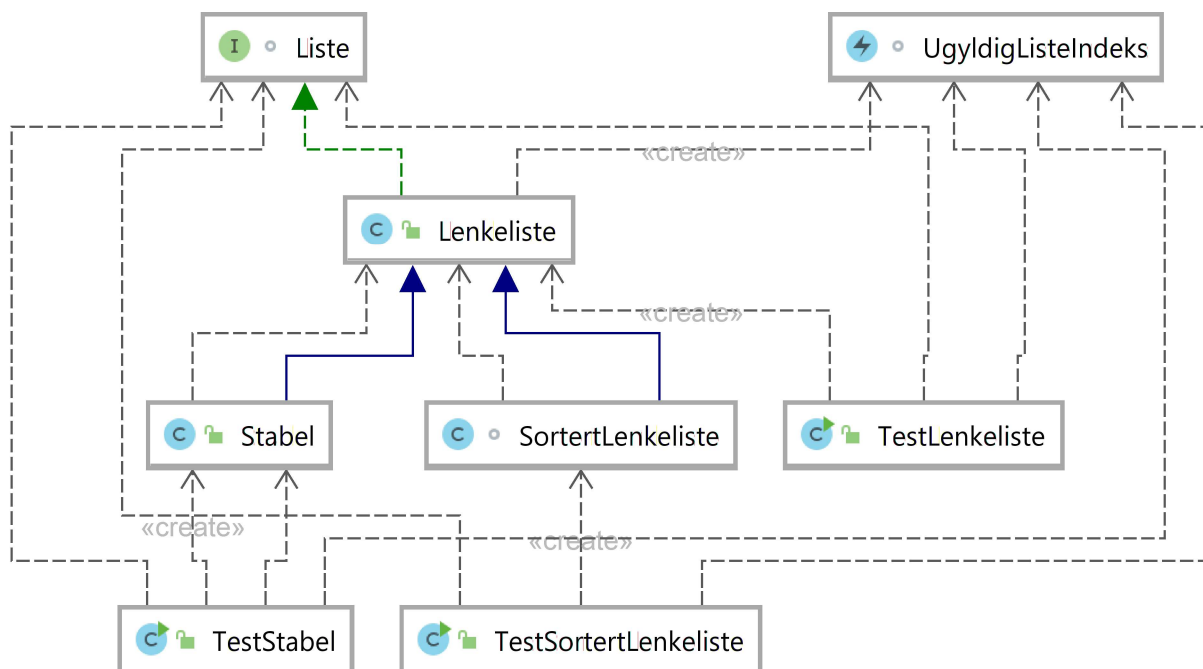 I Liste
UgyldigListeIndeks
«create»
C Lenkeliste
«create»
C Stabel
C SortertLenkeliste
C TestLenkeliste
«create»
«create»
C TestStabel
C TestSortertLenkeliste